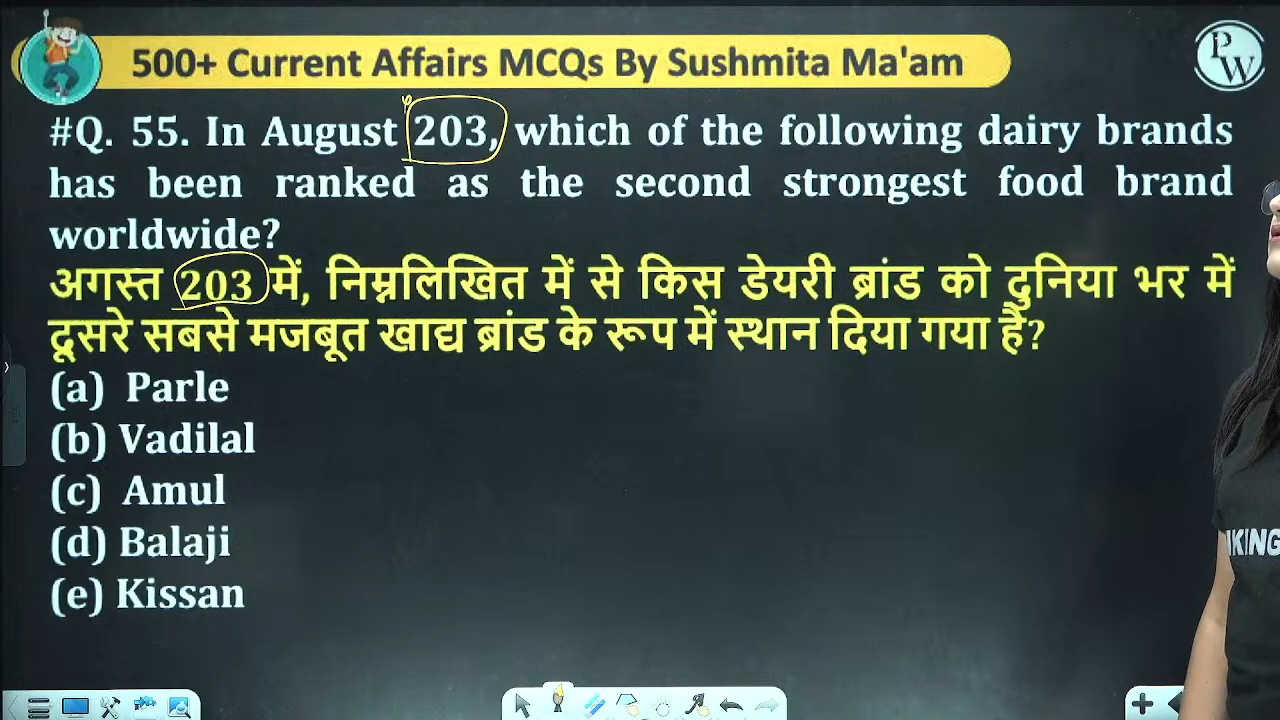 500+ Current Affairs MCQs By Sushmita Ma'am
PW
#Q. 55. In August 203, which of the following dairy brands
has been ranked as the second strongest food brand
worldwide?
अगस्त 203 में, निम्नलिखित में से किस डेयरी ब्रांड को दुनिया भर में
दूसरे सबसे मजबूत खाद्य ब्रांड के रूप में स्थान दिया गया है?
(a) Parle
(b) Vadilal
(c) Amul
(d) Balaji
(e) Kissan